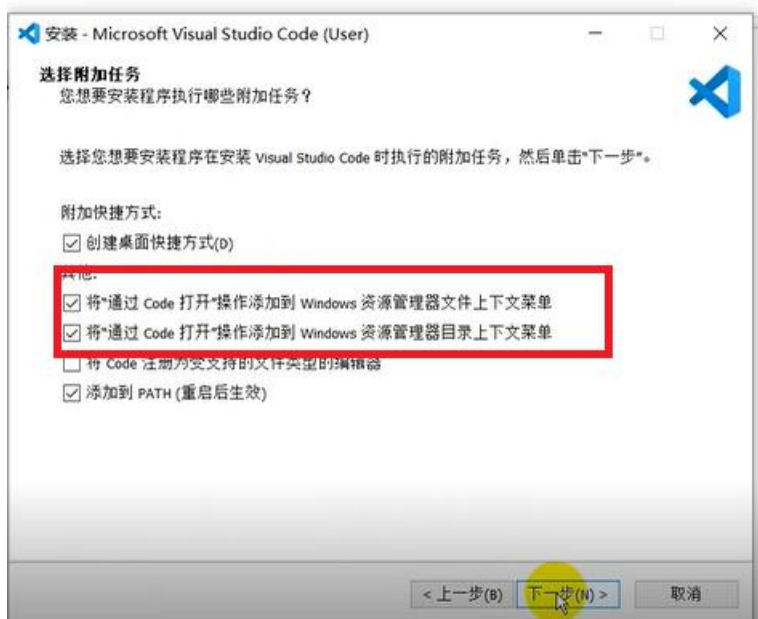 安装 - Microsoft Visual Studio Code (User)
选择附加任务
您想要安装程序执行哪些附加任务?
选择您想要安装程序在安装 Visual Studio Code 时执行的附加任务，然后单击"下一步"。
附加快捷方式:
创建桌面快捷方式(D)
其他:
将"通过 Code 打开"操作添加到 Windows 资源管理器文件上下文菜单
将"通过 Code 打开"操作添加到 Windows 资源管理器目录上下文菜单
将 Code 注册为受支持的文件类型的编辑器
添加到 PATH (重启后生效)
< 上一步(B)
下一步(N) >
取消